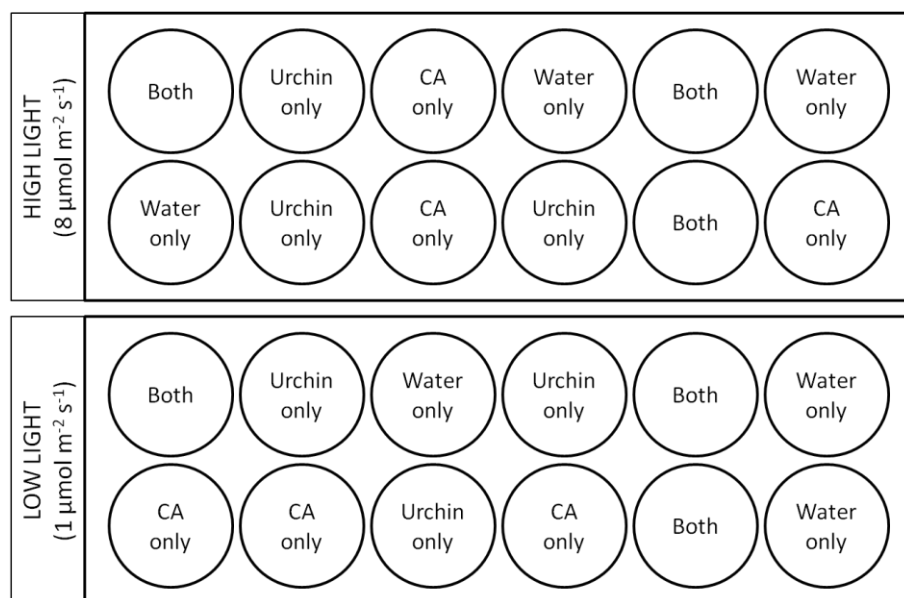 HIGH LIGHT
(8 µmol m⁻² s⁻¹)
Both
Urchin
only
CA
only
Water
only
Both
Water
only
Water
only
Urchin
only
CA
only
Urchin
only
Both
CA
only
LOW LIGHT
(1 µmol m⁻² s⁻¹)
Both
Urchin
only
Water
only
Urchin
only
Both
Water
only
CA
only
CA
only
Urchin
only
CA
only
Both
Water
only